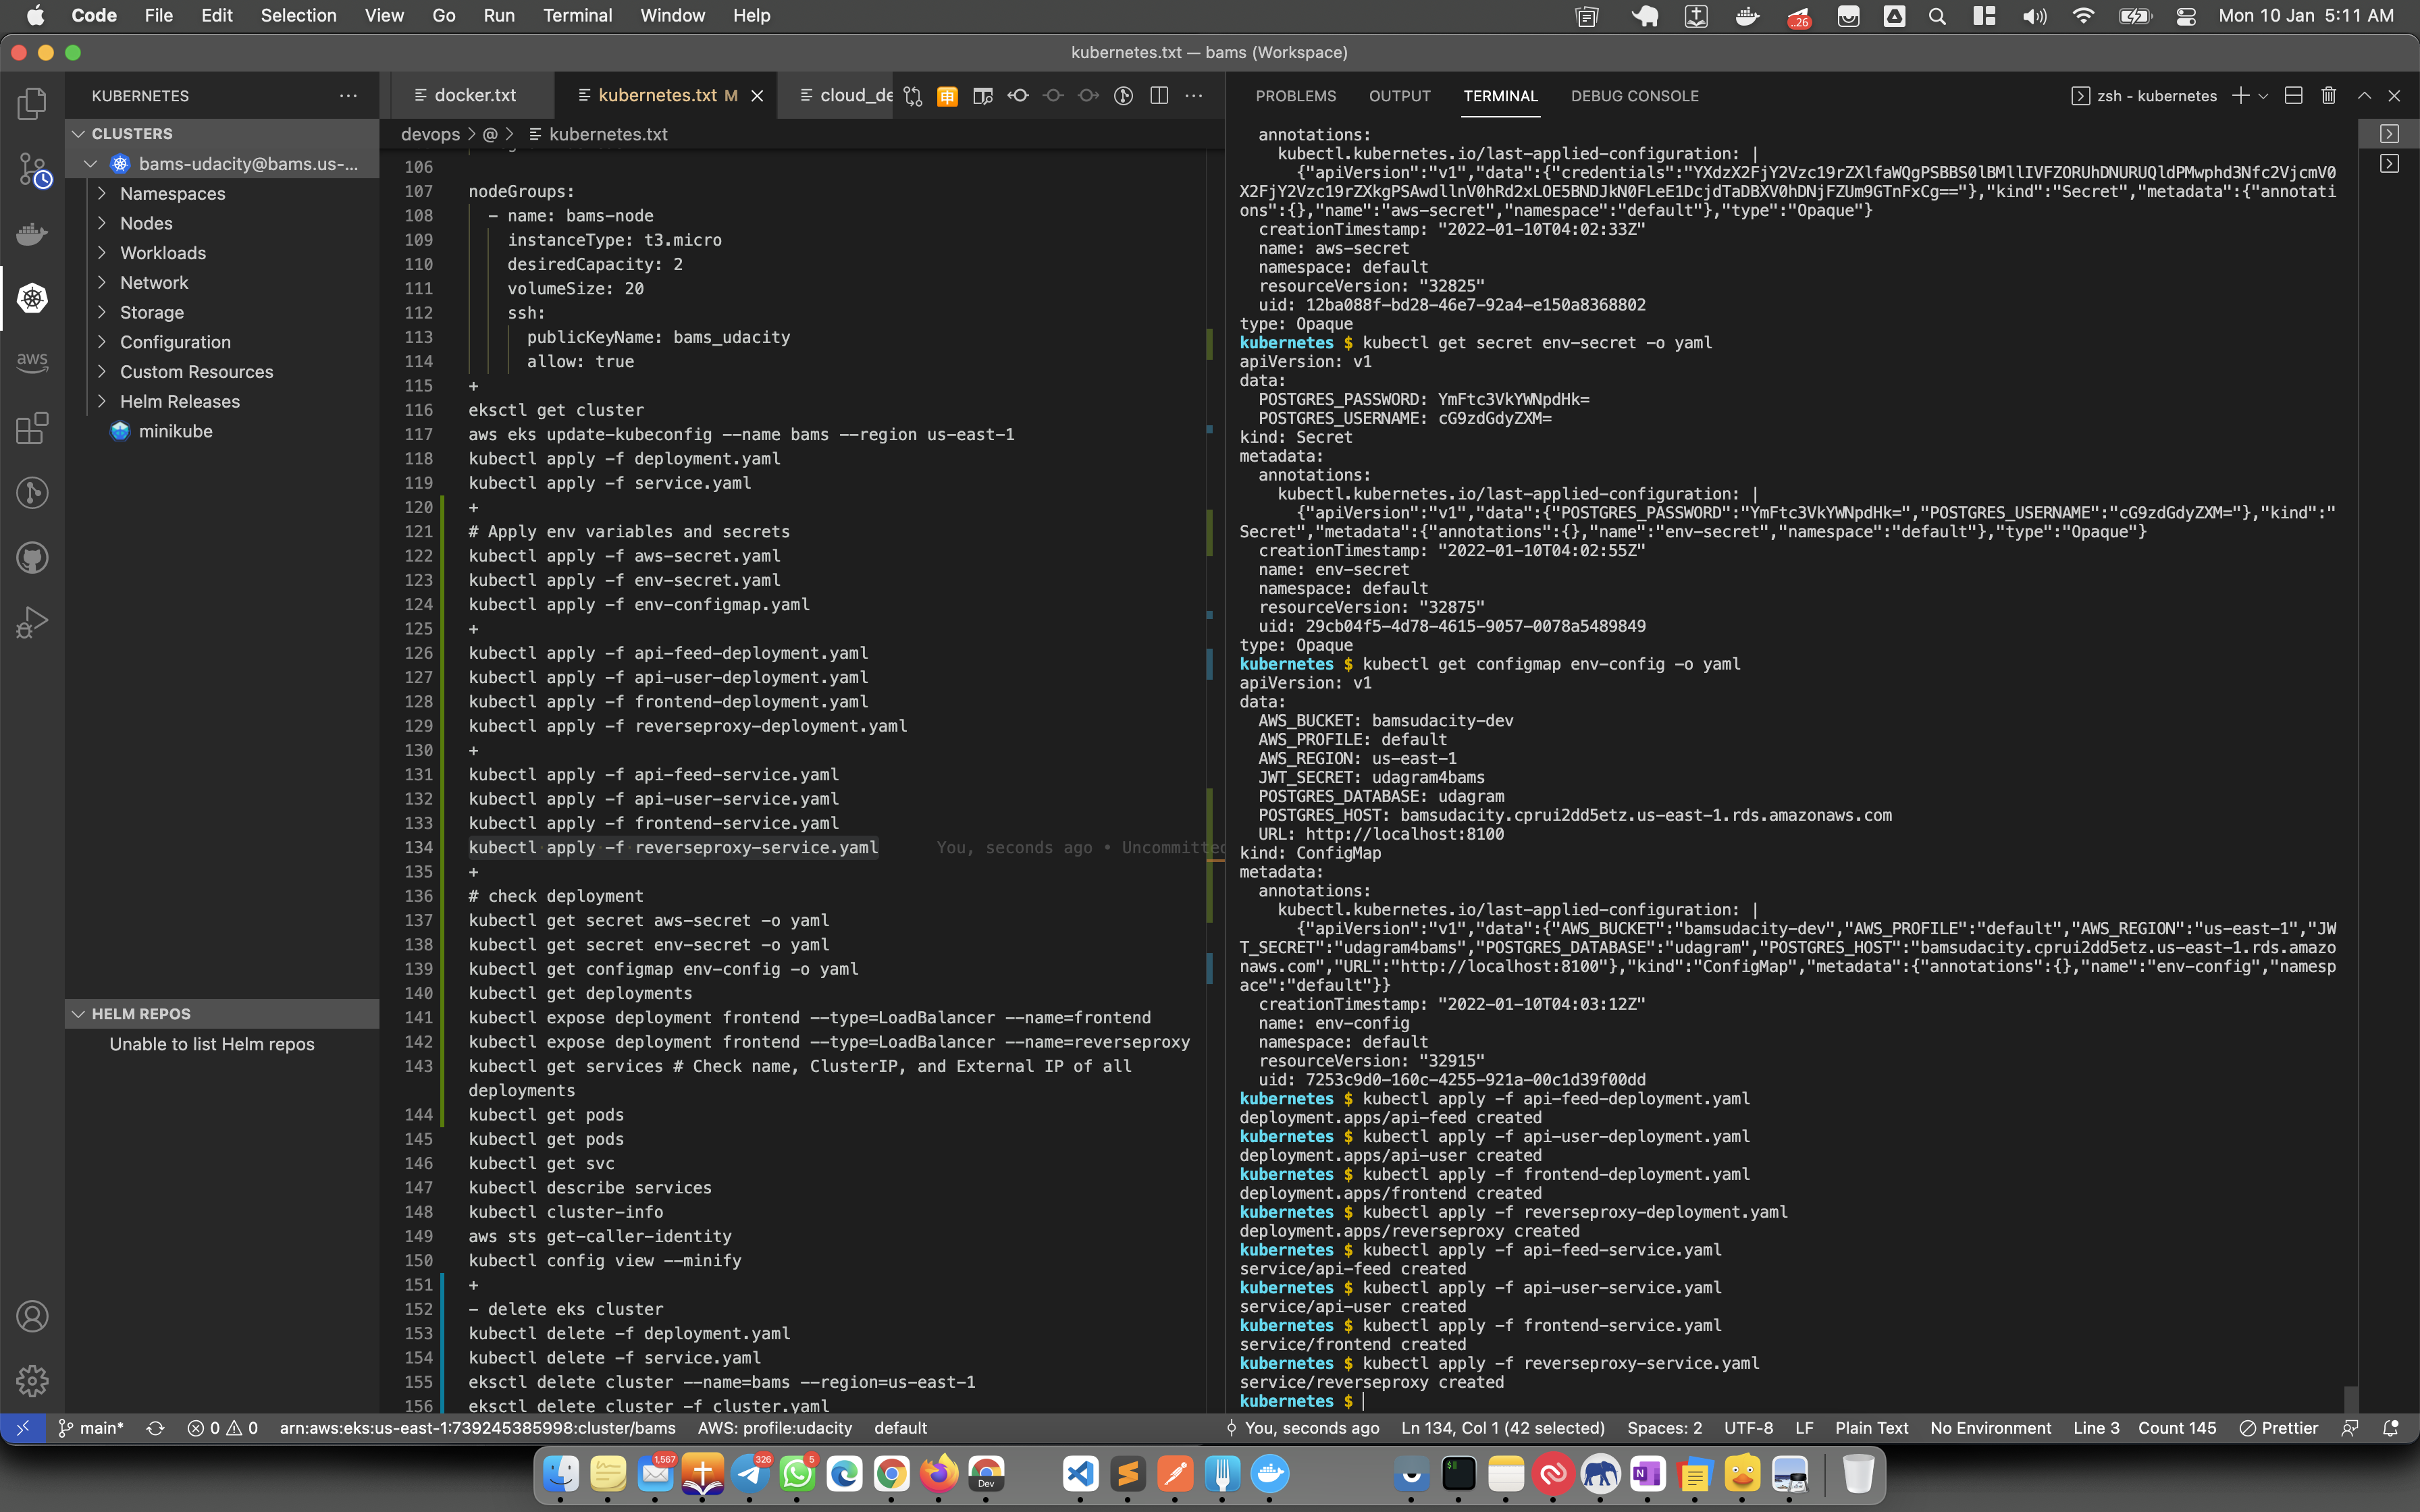 Code File Edit Selection View Go Run Terminal Window Help
..26
Mon 10 Jan 5:11 AM
kubernetes.txt — bams (Workspace)
KUBERNETES
CLUSTERS
bams-udacity@bams.us-...
Namespaces
Nodes
Workloads
Network
Storage
Configuration
Custom Resources
Helm Releases
minikube
aws
HELM REPOS
Unable to list Helm repos
docker.txt
kubernetes.txt M
cloud_de
devops > @ > kubernetes.txt
106
107 nodeGroups:
108 - name: bams-node
109 instanceType: t3.micro
110 desiredCapacity: 2
111 volumeSize: 20
112 ssh:
113 publicKeyName: bams_udacity
114 allow: true
115 +
116 eksctl get cluster
117 aws eks update-kubeconfig --name bams --region us-east-1
118 kubectl apply -f deployment.yaml
119 kubectl apply -f service.yaml
120 +
121 # Apply env variables and secrets
122 kubectl apply -f aws-secret.yaml
123 kubectl apply -f env-secret.yaml
124 kubectl apply -f env-configmap.yaml
125 +
126 kubectl apply -f api-feed-deployment.yaml
127 kubectl apply -f api-user-deployment.yaml
128 kubectl apply -f frontend-deployment.yaml
129 kubectl apply -f reverseproxy-deployment.yaml
130 +
131 kubectl apply -f api-feed-service.yaml
132 kubectl apply -f api-user-service.yaml
133 kubectl apply -f frontend-service.yaml
134 kubectl apply -f reverseproxy-service.yaml You, seconds ago • Uncommitted
135 +
136 # check deployment
137 kubectl get secret aws-secret -o yaml
138 kubectl get secret env-secret -o yaml
139 kubectl get configmap env-config -o yaml
140 kubectl get deployments
141 kubectl expose deployment frontend --type=LoadBalancer --name=frontend
142 kubectl expose deployment frontend --type=LoadBalancer --name=reverseproxy
143 kubectl get services # Check name, ClusterIP, and External IP of all
deployments
144 kubectl get pods
145 kubectl get pods
146 kubectl get svc
147 kubectl describe services
148 kubectl cluster-info
149 aws sts get-caller-identity
150 kubectl config view --minify
151 +
152 - delete eks cluster
153 kubectl delete -f deployment.yaml
154 kubectl delete -f service.yaml
155 eksctl delete cluster --name=bams --region=us-east-1
156 eksctl delete cluster -f cluster.yaml
PROBLEMS OUTPUT TERMINAL DEBUG CONSOLE
zsh - kubernetes
annotations:
kubectl.kubernetes.io/last-applied-configuration: |
{"apiVersion":"v1","data":{"credentials":
"},"kind":"Secret","metadata":{"annotati
ons":{},"name":"aws-secret","namespace":"default"},"type":"Opaque"}
creationTimestamp: "2022-01-10T04:02:33Z"
name: aws-secret
namespace: default
resourceVersion: "32825"
uid: 12ba088f-bd28-46e7-92a4-e150a8368802
type: Opaque
kubernetes $ kubectl get secret env-secret -o yaml
apiVersion: v1
data:
POSTGRES_PASSWORD: YmFtc3VkYWNpdHk=
POSTGRES_USERNAME: cG9zdGdyZXM=
kind: Secret
metadata:
annotations:
kubectl.kubernetes.io/last-applied-configuration: |
{"apiVersion":"v1","data":{"POSTGRES_PASSWORD":"YmFtc3VkYWNpdHk=","POSTGRES_USERNAME":"cG9zdGdyZXM="},"kind":"
Secret","metadata":{"annotations":{},"name":"env-secret","namespace":"default"},"type":"Opaque"}
creationTimestamp: "2022-01-10T04:02:55Z"
name: env-secret
namespace: default
resourceVersion: "32875"
uid: 29cb04f5-4d78-4615-9057-0078a5489849
type: Opaque
kubernetes $ kubectl get configmap env-config -o yaml
apiVersion: v1
data:
AWS_BUCKET: bamsudacity-dev
AWS_PROFILE: default
AWS_REGION: us-east-1
JWT_SECRET: udagram4bams
POSTGRES_DATABASE: udagram
POSTGRES_HOST: bamsudacity.cprui2dd5etz.us-east-1.rds.amazonaws.com
URL: http://localhost:8100
kind: ConfigMap
metadata:
annotations:
kubectl.kubernetes.io/last-applied-configuration: |
{"apiVersion":"v1","data":{"AWS_BUCKET":"bamsudacity-dev","AWS_PROFILE":"default","AWS_REGION":"us-east-1","JW
T_SECRET":"udagram4bams","POSTGRES_DATABASE":"udagram","POSTGRES_HOST":"bamsudacity.cprui2dd5etz.us-east-1.rds.amazo
naws.com","URL":"http://localhost:8100"},"kind":"ConfigMap","metadata":{"annotations":{},"name":"env-config","namesp
ace":"default"}}
creationTimestamp: "2022-01-10T04:03:12Z"
name: env-config
namespace: default
resourceVersion: "32915"
uid: 7253c9d0-160c-4255-921a-00c1d39f00dd
kubernetes $ kubectl apply -f api-feed-deployment.yaml
deployment.apps/api-feed created
kubernetes $ kubectl apply -f api-user-deployment.yaml
deployment.apps/api-user created
kubernetes $ kubectl apply -f frontend-deployment.yaml
deployment.apps/frontend created
kubernetes $ kubectl apply -f reverseproxy-deployment.yaml
deployment.apps/reverseproxy created
kubernetes $ kubectl apply -f api-feed-service.yaml
service/api-feed created
kubernetes $ kubectl apply -f api-user-service.yaml
service/api-user created
kubernetes $ kubectl apply -f frontend-service.yaml
service/frontend created
kubernetes $ kubectl apply -f reverseproxy-service.yaml
service/reverseproxy created
kubernetes $
main* 0 0 arn:aws:eks:us-east-1:739245385998:cluster/bams AWS: profile:udacity default
You, seconds ago Ln 134, Col 1 (42 selected) Spaces: 2 UTF-8 LF Plain Text No Environment Line 3 Count 145 Prettier
1,567 326 5 Dev